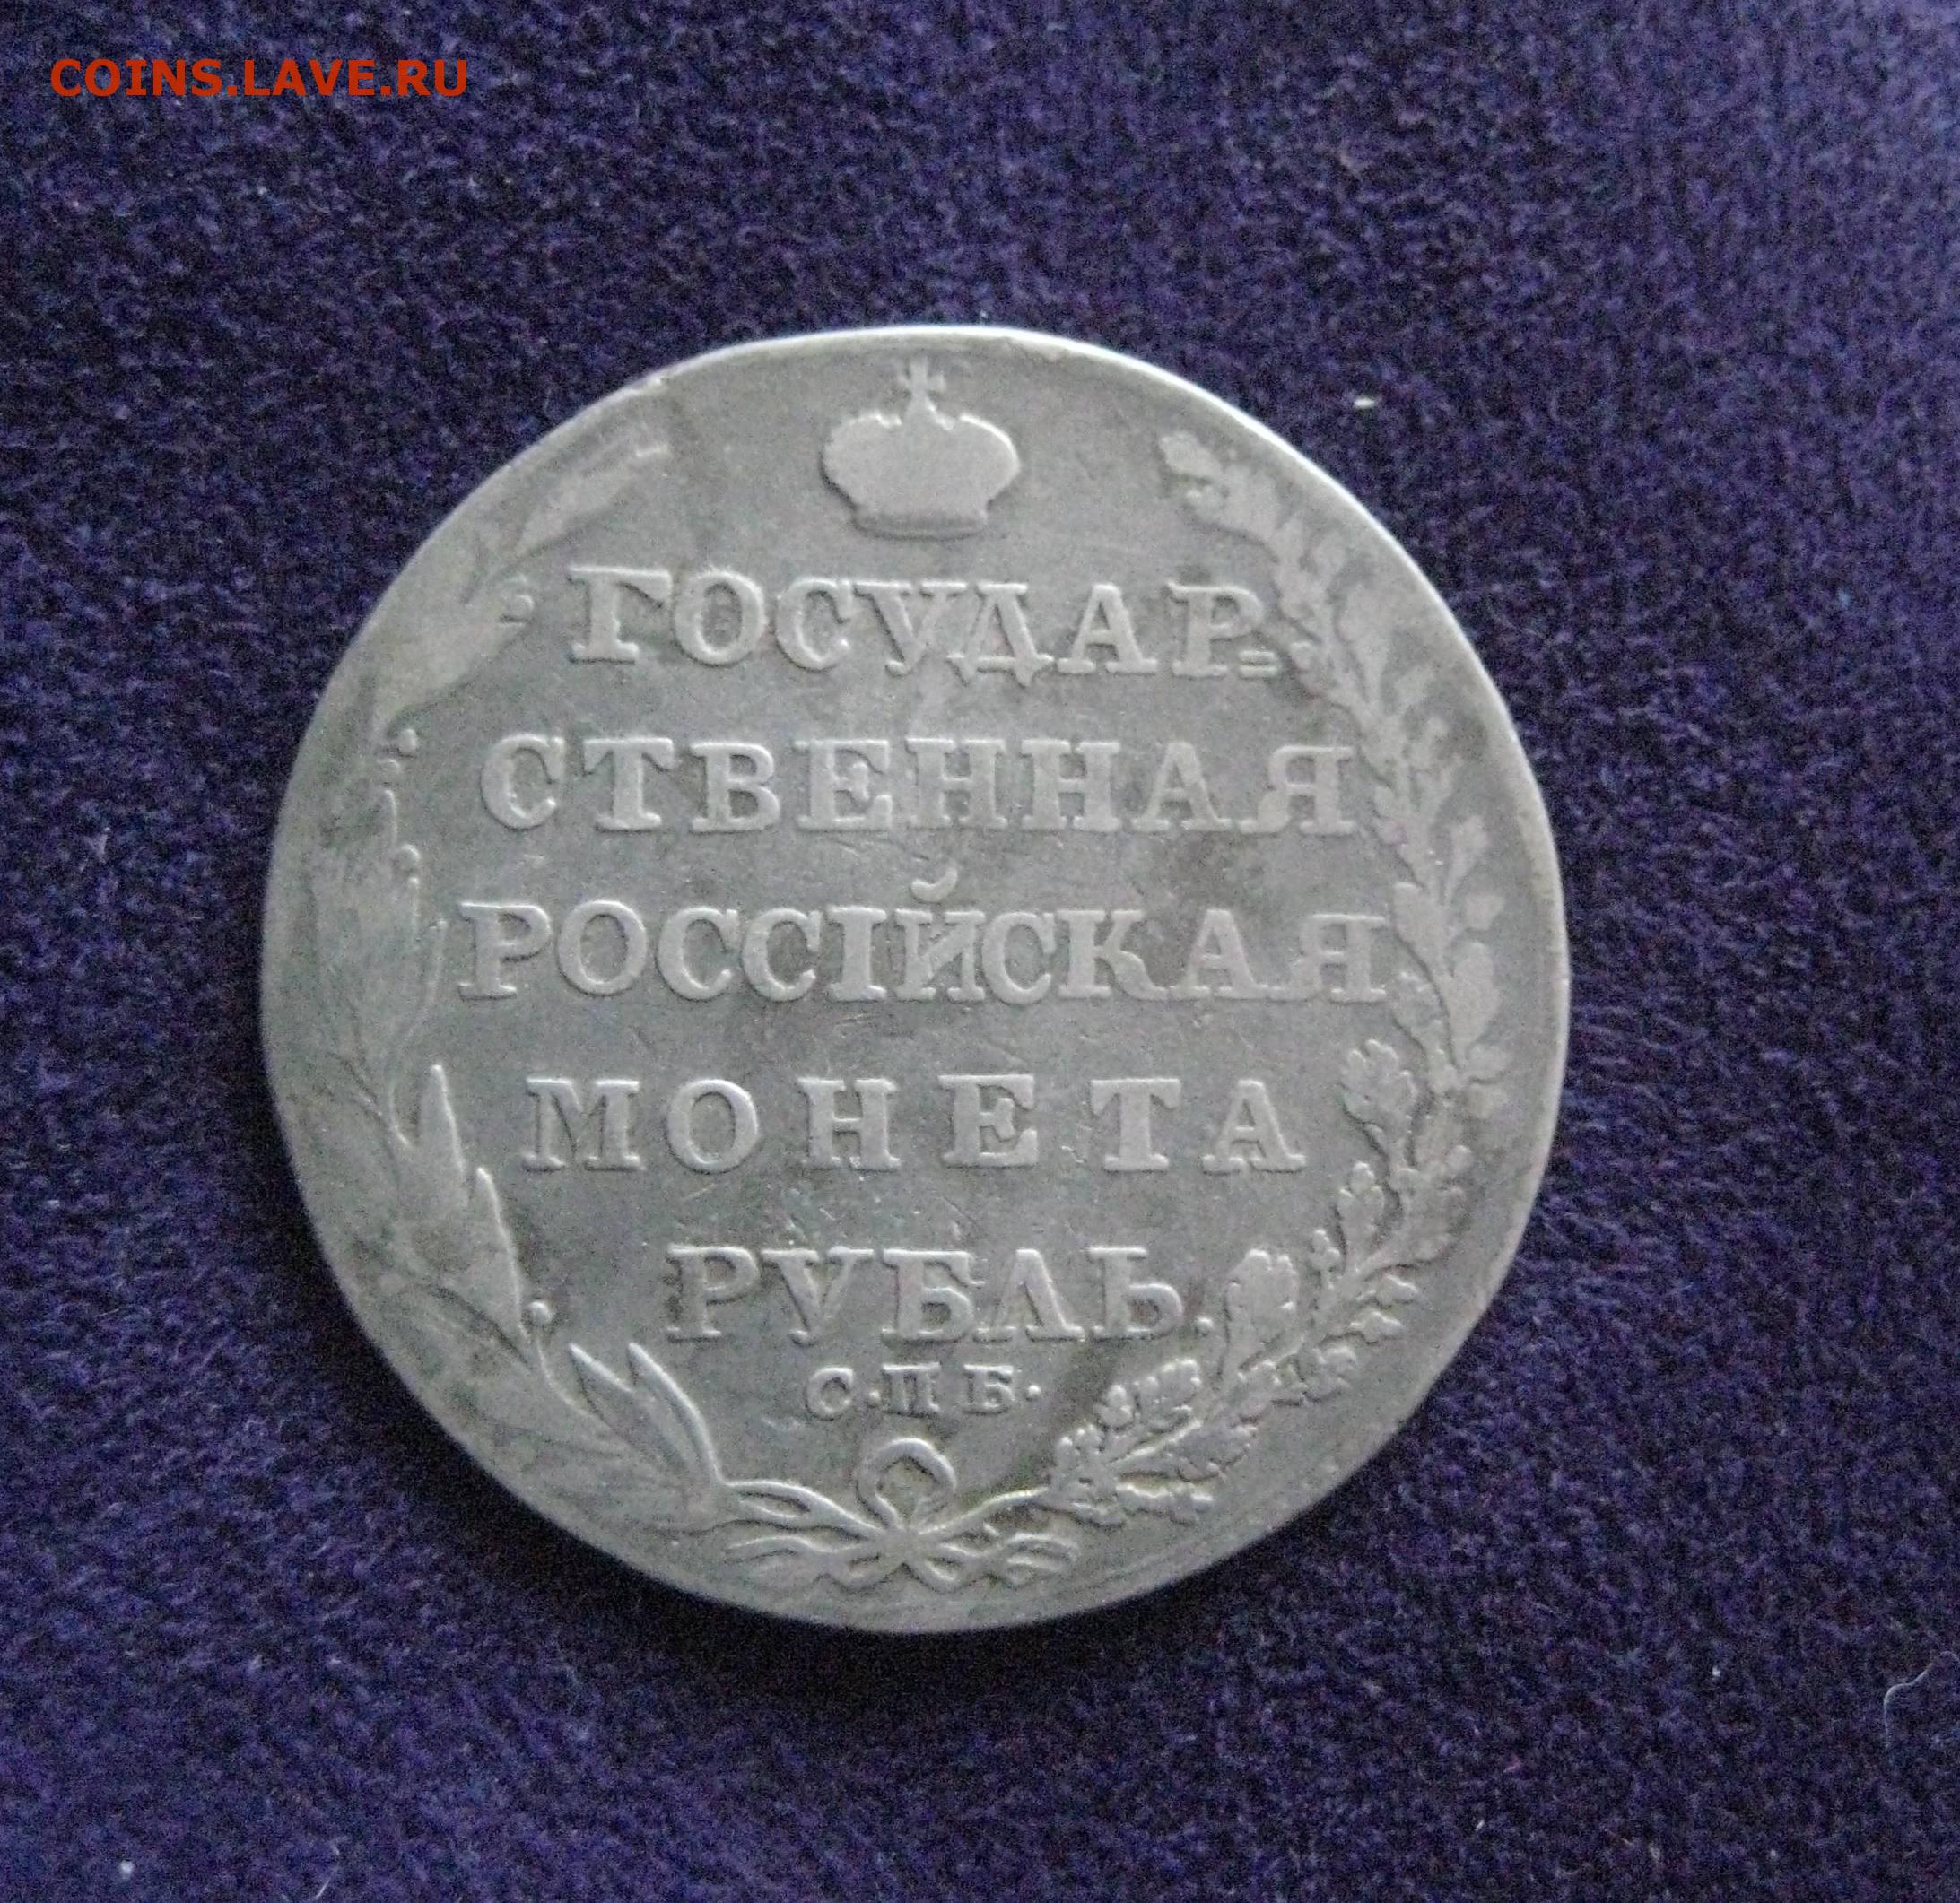 COINS.LAVE.RU
ГОСУДАР=
СТВЕННАЯ
РОССІЙСКАЯ
МОНЕТА
РУБЛЬ.
С·П Б·